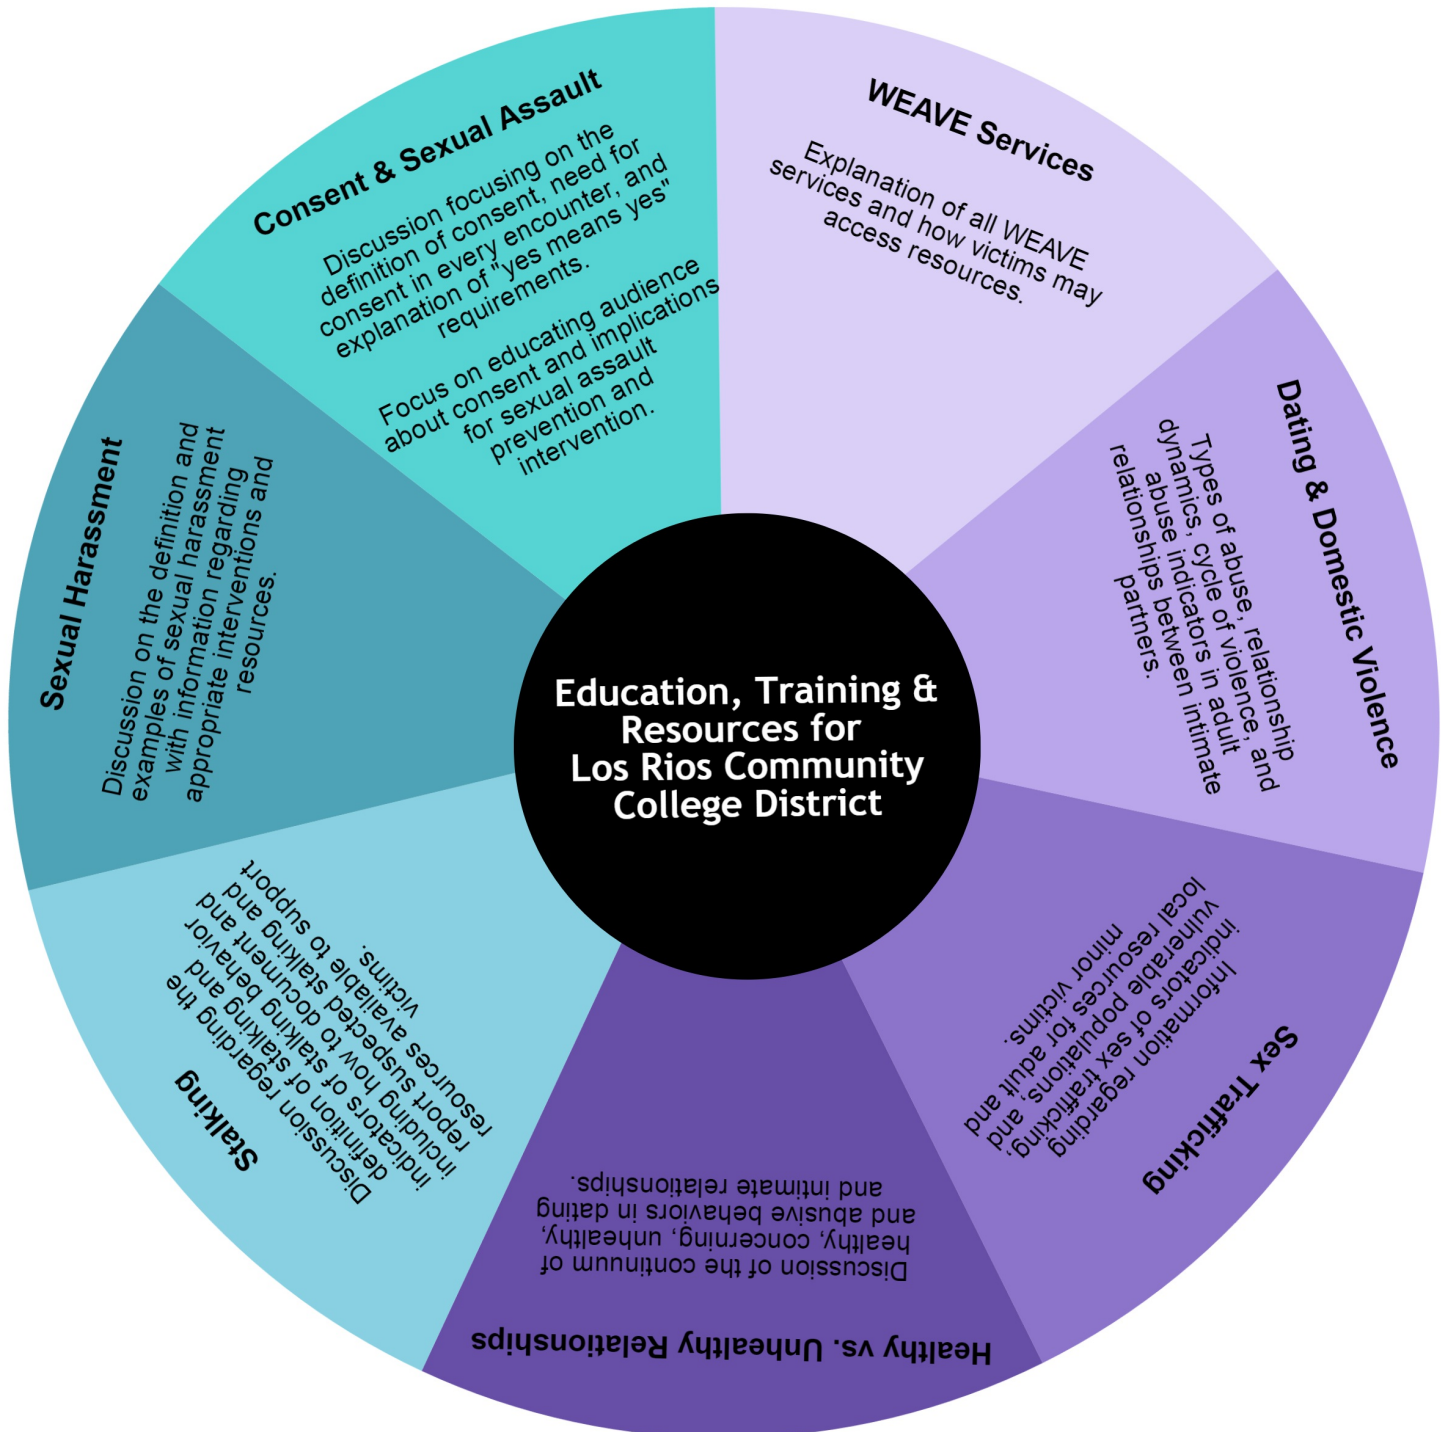 WEAVE Services
Explanation of all WEAVE
services and how victims may
access resources.
Dating & Domestic Violence
Types of abuse, relationship
dynamics, cycle of violence, and
abuse indicators in adult
relationships between intimate
partners.
Sex Trafficking
Information regarding
indicators of sex trafficking
vulnerable populations, and,
local resources for adult and
minor victims.
Healthy vs. Unhealthy Relationships
Discussion of the continuum of
healthy, concerning, unhealthy,
and abusive behaviors in dating
and intimate relationships.
Stalking
Discussion regarding the
definition of stalking and
indicators of stalking behavior
including how to document and
report suspected stalking and
resources available to support
victims.
Sexual Harassment
Discussion on the definition and
examples of sexual harassment
with information regarding
appropriate interventions and
resources.
Consent & Sexual Assault
Discussion focusing on the
definition of consent, need for
consent in every encounter, and
explanation of "yes means yes"
requirements.
Focus on educating audience
about consent and implications
for sexual assault
prevention and
intervention.
Education, Training &
Resources for
Los Rios Community
College District